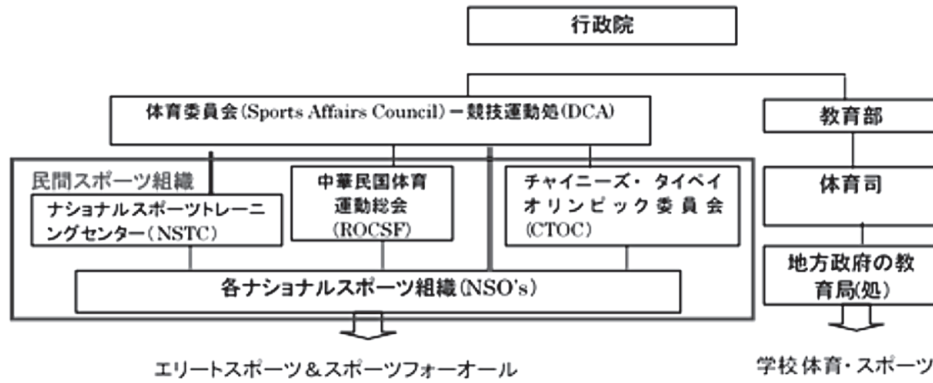 行政院
体育委員会(Sports Affairs Council)ー競技運動処(DCA)
教育部
民間スポーツ組織
ナショナルスポーツトレーニ
ングセンター(NSTC)
中華民国体育
運動総会
(ROCSF)
チャイニーズ・タイペイ
オリンピック委員会
(CTOC)
体育司
各ナショナルスポーツ組織(NSO's)
地方政府の教
育局(処)
エリートスポーツ&スポーツフォーオール
学校体育・スポーツ